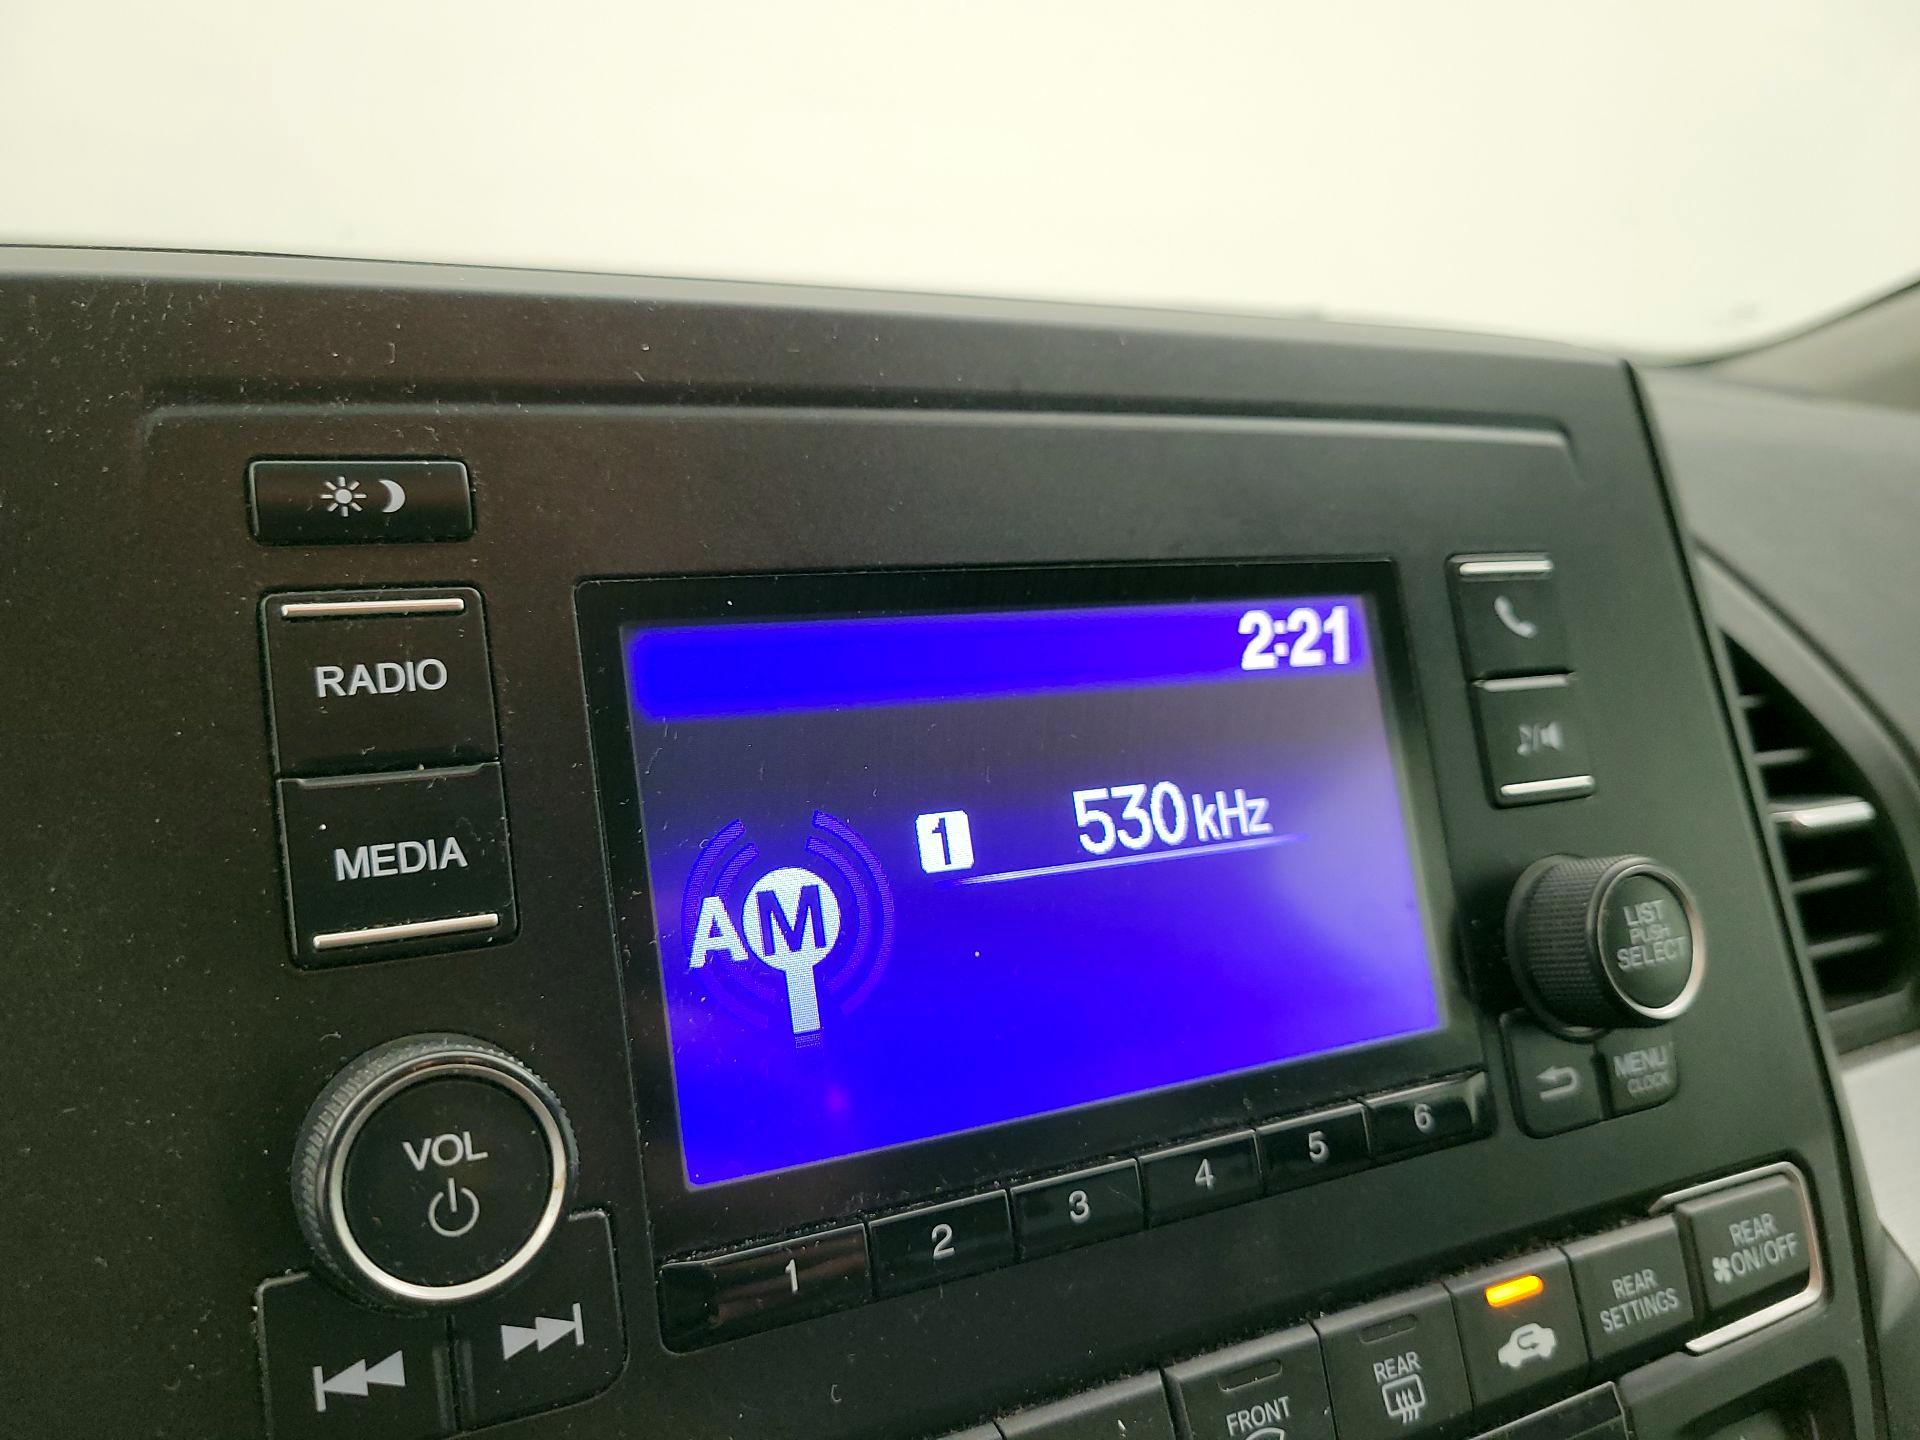 2:21
RADIO
MEDIA
1 530 kHz
AM
LIST
PUSH
SELECT
MENU
CLOCK
VOL
1 2 3 4 5 6
FRONT
REAR
REAR
SETTINGS
REAR
ON/OFF